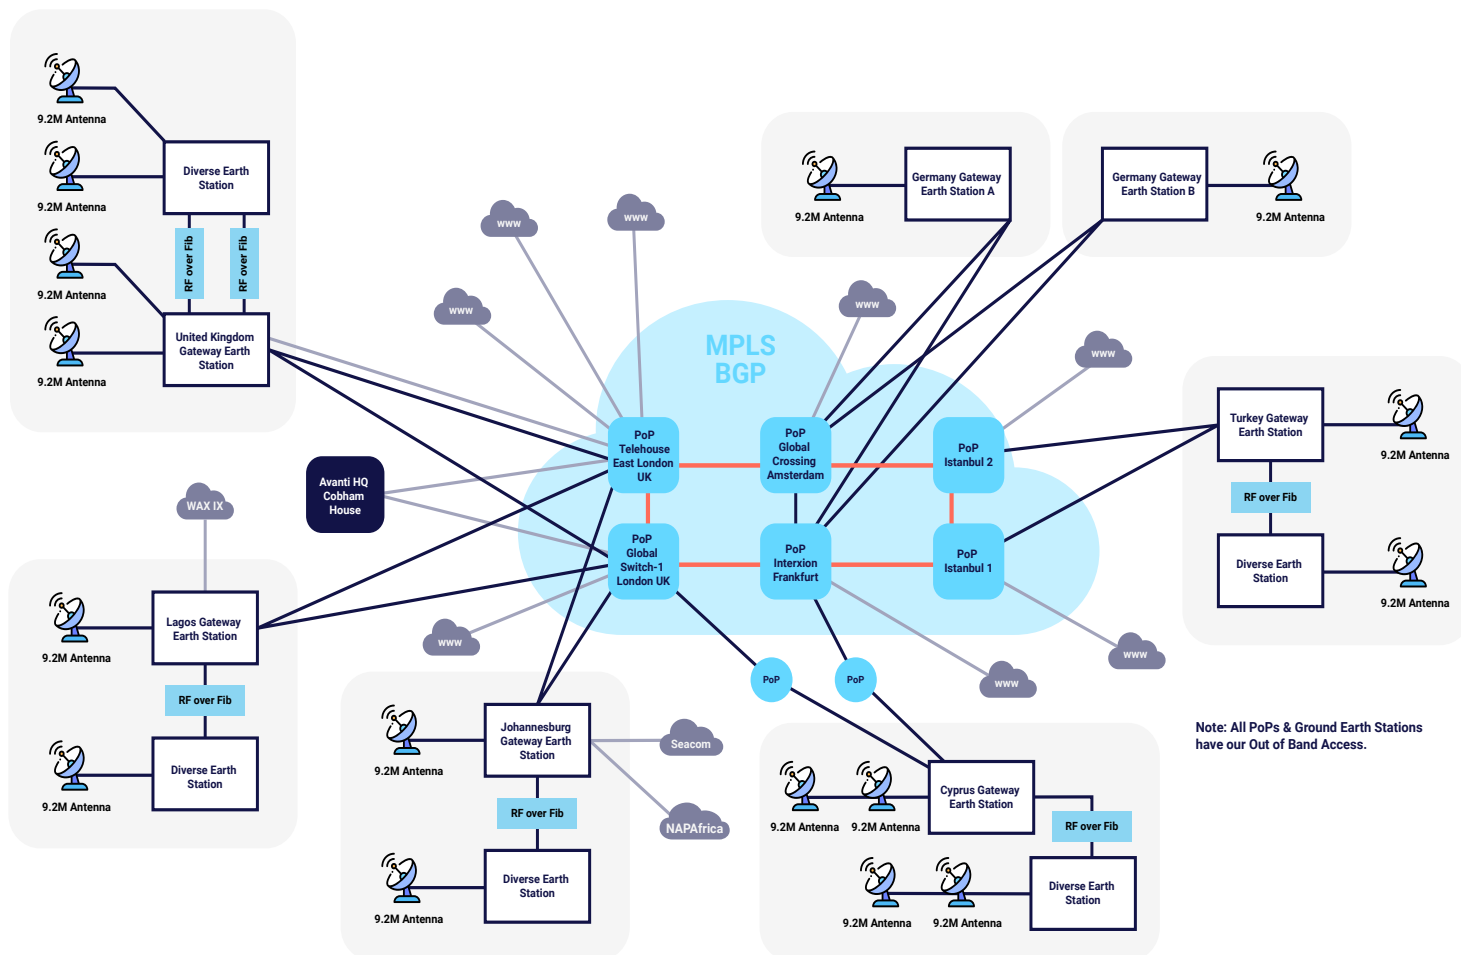 9.2M Antenna
Diverse Earth
Station
9.2M Antenna
RF over Fib
RF over Fib
9.2M Antenna
United Kingdom
Gateway Earth
Station
9.2M Antenna
www
www
www
9.2M Antenna
Germany Gateway
Earth Station A
Germany Gateway
Earth Station B
9.2M Antenna
www
www
MPLS
BGP
PoP
Telehouse
East London
UK
PoP
Global
Crossing
Amsterdam
PoP
Istanbul 2
PoP
Global
Switch-1
London UK
PoP
Interxion
Frankfurt
PoP
Istanbul 1
Turkey Gateway
Earth Station
9.2M Antenna
RF over Fib
Diverse Earth
Station
9.2M Antenna
Avanti HQ
Cobham
House
WAX IX
Lagos Gateway
Earth Station
9.2M Antenna
RF over Fib
Diverse Earth
Station
9.2M Antenna
www
www
www
PoP
PoP
Johannesburg
Gateway Earth
Station
9.2M Antenna
Seacom
NAPAfrica
RF over Fib
Diverse Earth
Station
9.2M Antenna
Cyprus Gateway
Earth Station
9.2M Antenna
9.2M Antenna
RF over Fib
Diverse Earth
Station
9.2M Antenna
9.2M Antenna
Note: All PoPs & Ground Earth Stations
have our Out of Band Access.